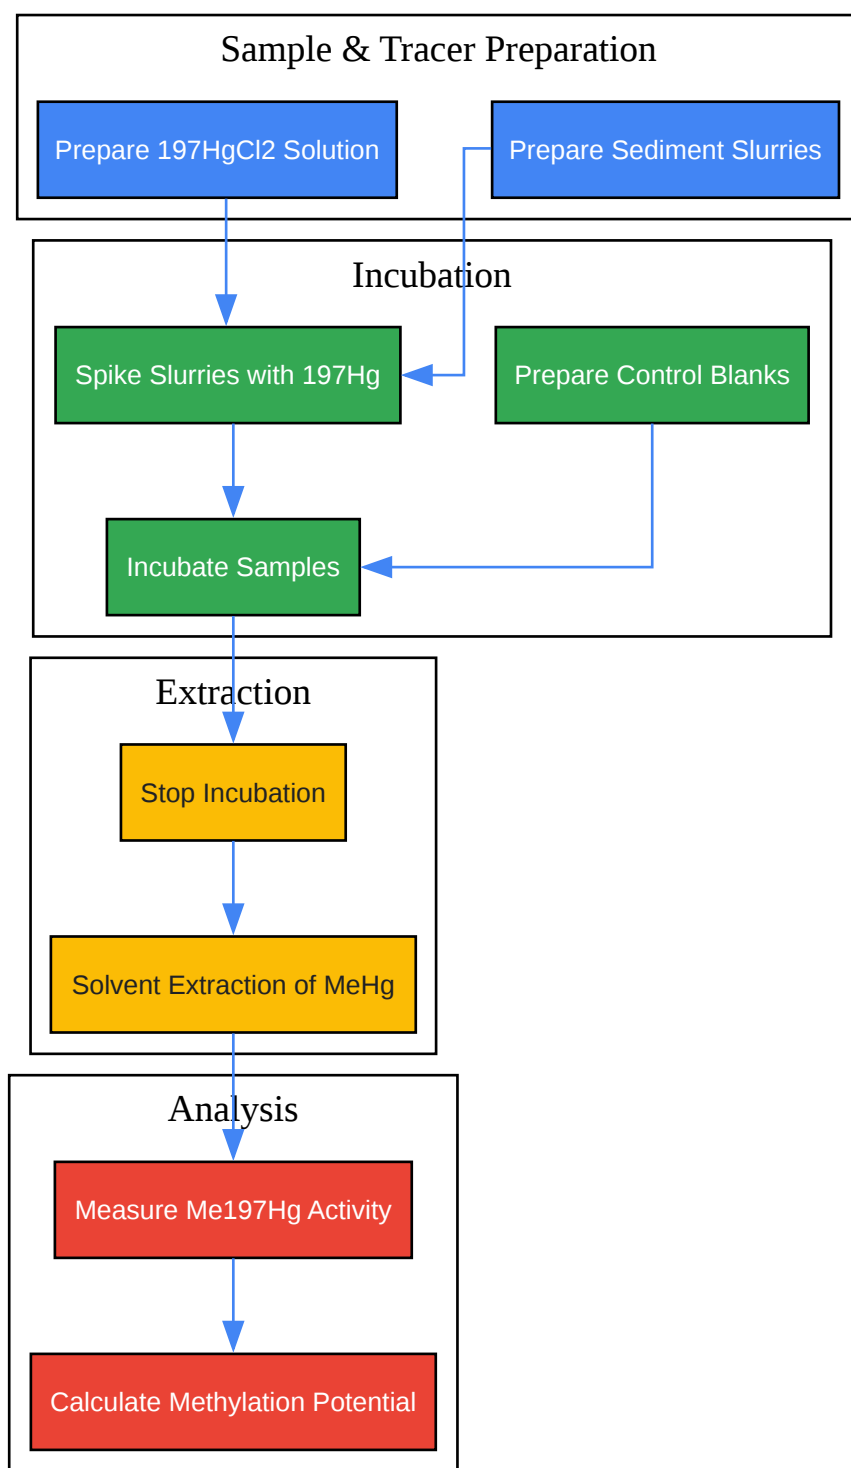 Sample & Tracer Preparation
Prepare 197HgCl2 Solution
Prepare Sediment Slurries
Incubation
Spike Slurries with 197Hg
Prepare Control Blanks
Incubate Samples
Extraction
Stop Incubation
Solvent Extraction of MeHg
Analysis
Measure Me197Hg Activity
Calculate Methylation Potential